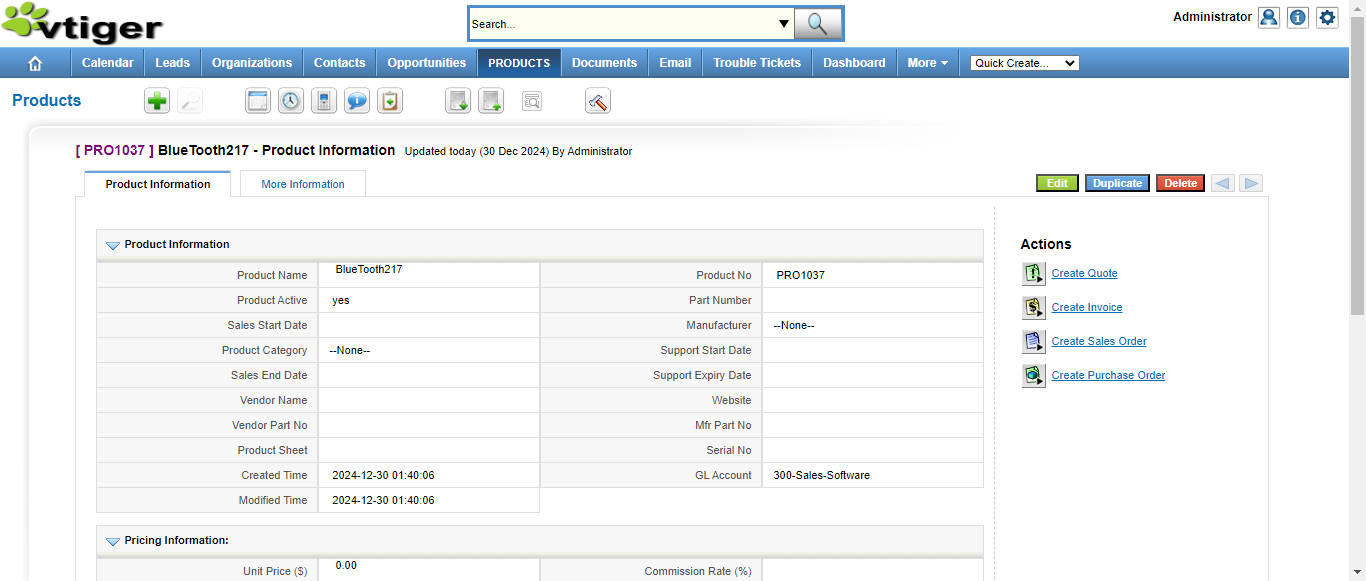 vtiger
Search...
Administrator
Calendar Leads Organizations Contacts Opportunities PRODUCTS Documents Email Trouble Tickets Dashboard More Quick Create...
Products
[ PRO1037 ] BlueTooth217 - Product Information Updated today (30 Dec 2024) By Administrator
Product Information More Information Edit Duplicate Delete
Product Information
Product Name BlueTooth217 Product No PRO1037
Product Active yes Part Number
Sales Start Date Manufacturer --None--
Product Category --None-- Support Start Date
Sales End Date Support Expiry Date
Vendor Name Website
Vendor Part No Mfr Part No
Product Sheet Serial No
Created Time 2024-12-30 01:40:06 GL Account 300-Sales-Software
Modified Time 2024-12-30 01:40:06
Pricing Information:
Unit Price ($) 0.00 Commission Rate (%)
Actions
Create Quote
Create Invoice
Create Sales Order
Create Purchase Order